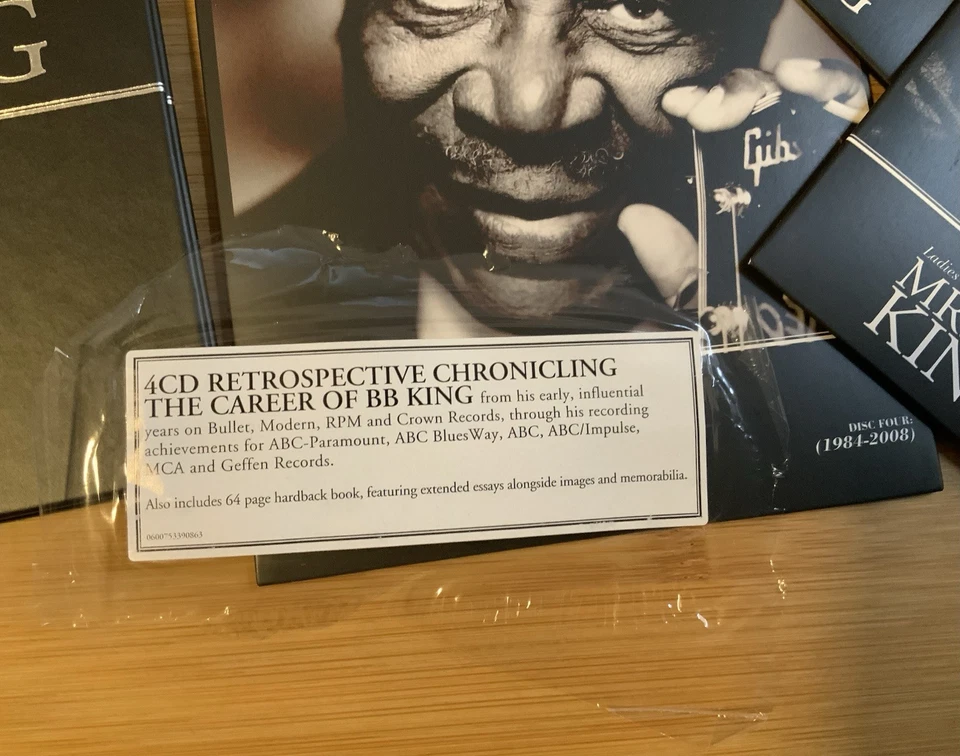 G
G
Gibs
Ladies
MR
KIN
DISC FOUR:
(1984-2008)
4CD RETROSPECTIVE CHRONICLING
THE CAREER OF BB KING from his early, influential
years on Bullet, Modern, RPM and Crown Records, through his recording
achievements for ABC-Paramount, ABC BluesWay, ABC, ABC/Impulse,
MCA and Geffen Records.
Also includes 64 page hardback book, featuring extended essays alongside images and memorabilia.
0600753390863